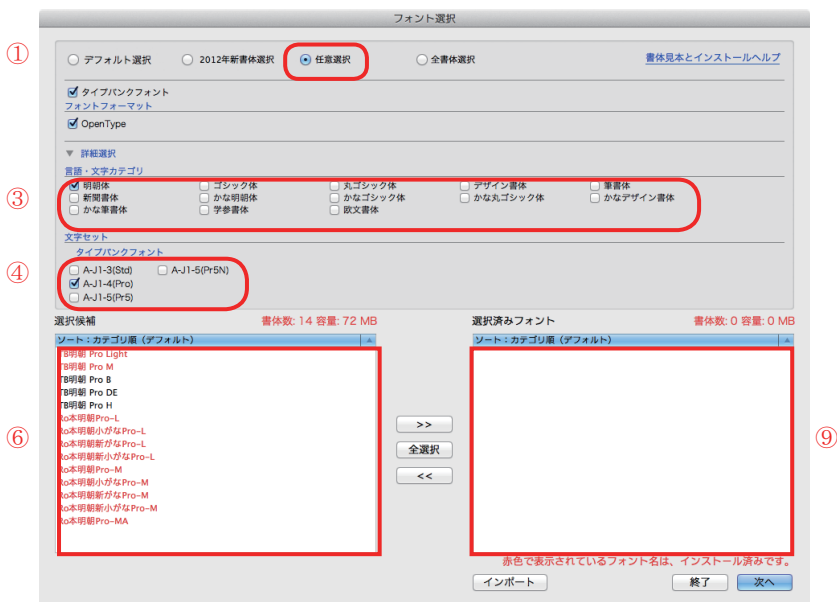 フォント選択
①
デフォルト選択 2012年新書体選択 任意選択 全書体選択 書体見本とインストールヘルプ
タイプバンクフォント
フォントフォーマット
OpenType
▼ 詳細選択
言語・文字カテゴリ
③
明朝体 ゴシック体 丸ゴシック体 デザイン書体 筆書体
新聞書体 かな明朝体 かなゴシック体 かな丸ゴシック体 かなデザイン書体
かな筆書体 学参書体 欧文書体
文字セット
タイプバンクフォント
④
A-J1-3(Std) A-J1-5(Pr5N)
A-J1-4(Pro)
A-J1-5(Pr5)
選択候補 書体数: 14 容量: 72 MB 選択済みフォント 書体数: 0 容量: 0 MB
ソート：カテゴリ順（デフォルト） ソート：カテゴリ順（デフォルト）
TB明朝 Pro Light
TB明朝 Pro M
TB明朝 Pro B
TB明朝 Pro DE
TB明朝 Pro H
Ro本明朝Pro-L
Ro本明朝小がなPro-L
Ro本明朝新がなPro-L
Ro本明朝新小がなPro-L
Ro本明朝Pro-M
Ro本明朝小がなPro-M
Ro本明朝新がなPro-M
Ro本明朝新小がなPro-M
Ro本明朝Pro-MA
⑥
>>
全選択
<<
⑨
赤色で表示されているフォント名は、インストール済みです。
インポート 終了 次へ